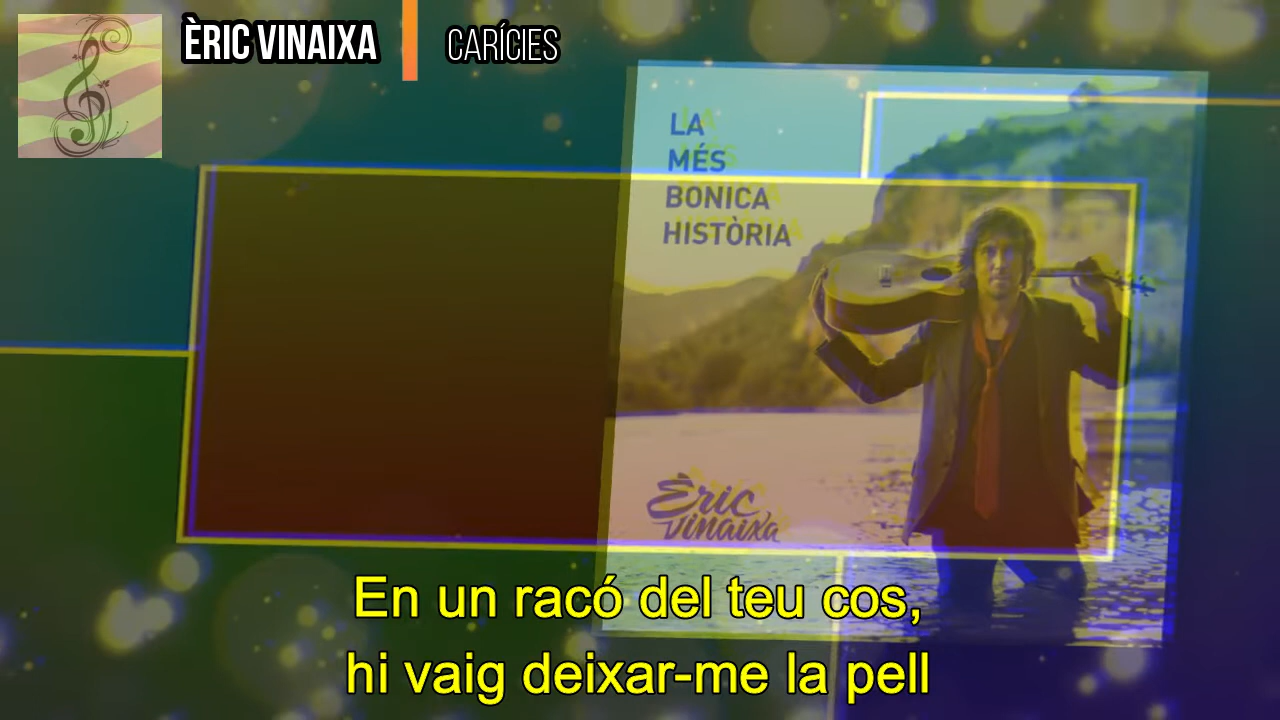 ÈRIC VINAIXA
CARÍCIES
LA
MÉS
BONICA
HISTÒRIA
Èric
vinaixa
En un racó del teu cos,
hi vaig deixar-me la pell